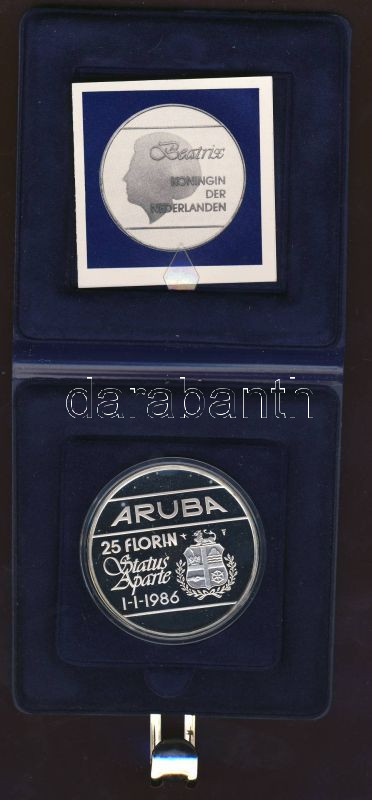 Beatrix
KONINGIN
DER
NEDERLANDEN
darabanth
ARUBA
25 FLORIN
Status
Aparte
1-1-1986